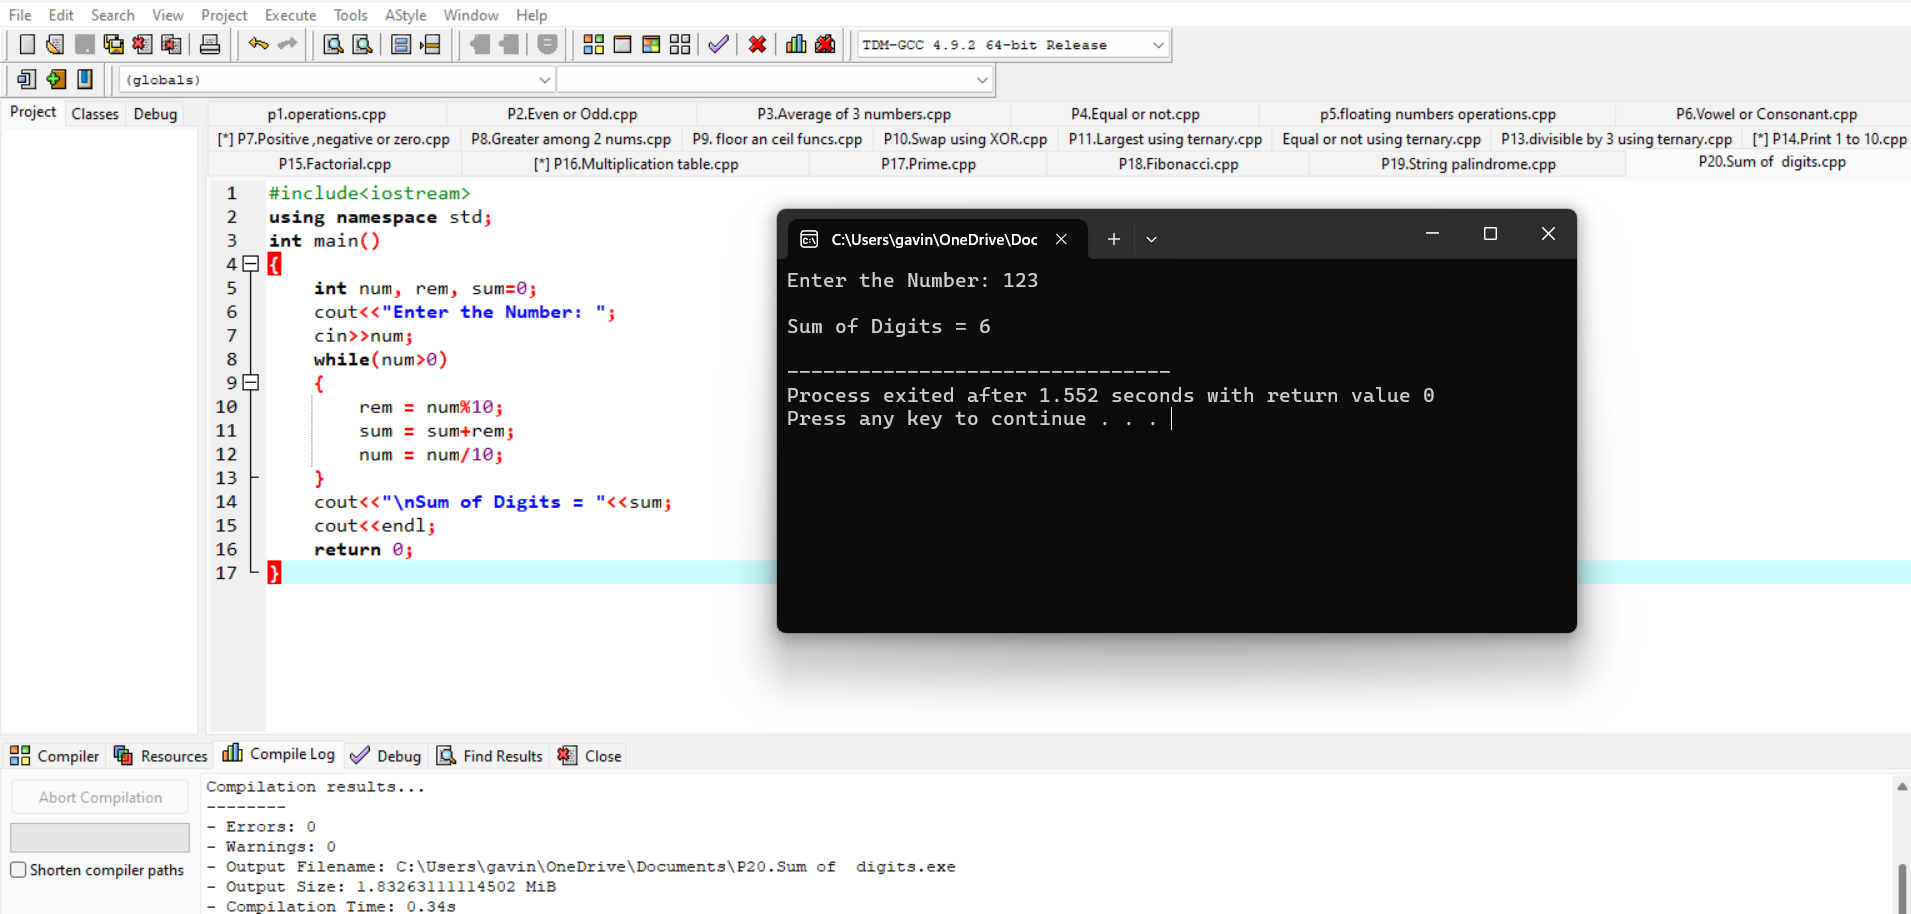 File Edit Search View Project Execute Tools AStyle Window Help
TDM-GCC 4.9.2 64-bit Release
(globals)
Project Classes Debug
p1.operations.cpp P2.Even or Odd.cpp P3.Average of 3 numbers.cpp P4.Equal or not.cpp p5.floating numbers operations.cpp P6.Vowel or Consonant.cpp
[*] P7.Positive ,negative or zero.cpp P8.Greater among 2 nums.cpp P9. floor an ceil funcs.cpp P10.Swap using XOR.cpp P11.Largest using ternary.cpp Equal or not using ternary.cpp P13.divisible by 3 using ternary.cpp [*] P14.Print 1 to 10.cpp
P15.Factorial.cpp [*] P16.Multiplication table.cpp P17.Prime.cpp P18.Fibonacci.cpp P19.String palindrome.cpp P20.Sum of  digits.cpp
1 #include<iostream>
2 using namespace std;
3 int main()
4 {
5 int num, rem, sum=0;
6 cout<<"Enter the Number: ";
7 cin>>num;
8 while(num>0)
9 {
10 rem = num%10;
11 sum = sum+rem;
12 num = num/10;
13 }
14 cout<<"\nSum of Digits = "<<sum;
15 cout<<endl;
16 return 0;
17 }
C:\Users\gavin\OneDrive\Doc
Enter the Number: 123
Sum of Digits = 6
--------------------------------
Process exited after 1.552 seconds with return value 0
Press any key to continue . . .
Compiler Resources Compile Log Debug Find Results Close
Abort Compilation
Shorten compiler paths
Compilation results...
--------
- Errors: 0
- Warnings: 0
- Output Filename: C:\Users\gavin\OneDrive\Documents\P20.Sum of  digits.exe
- Output Size: 1.83263111114502 MiB
- Compilation Time: 0.34s